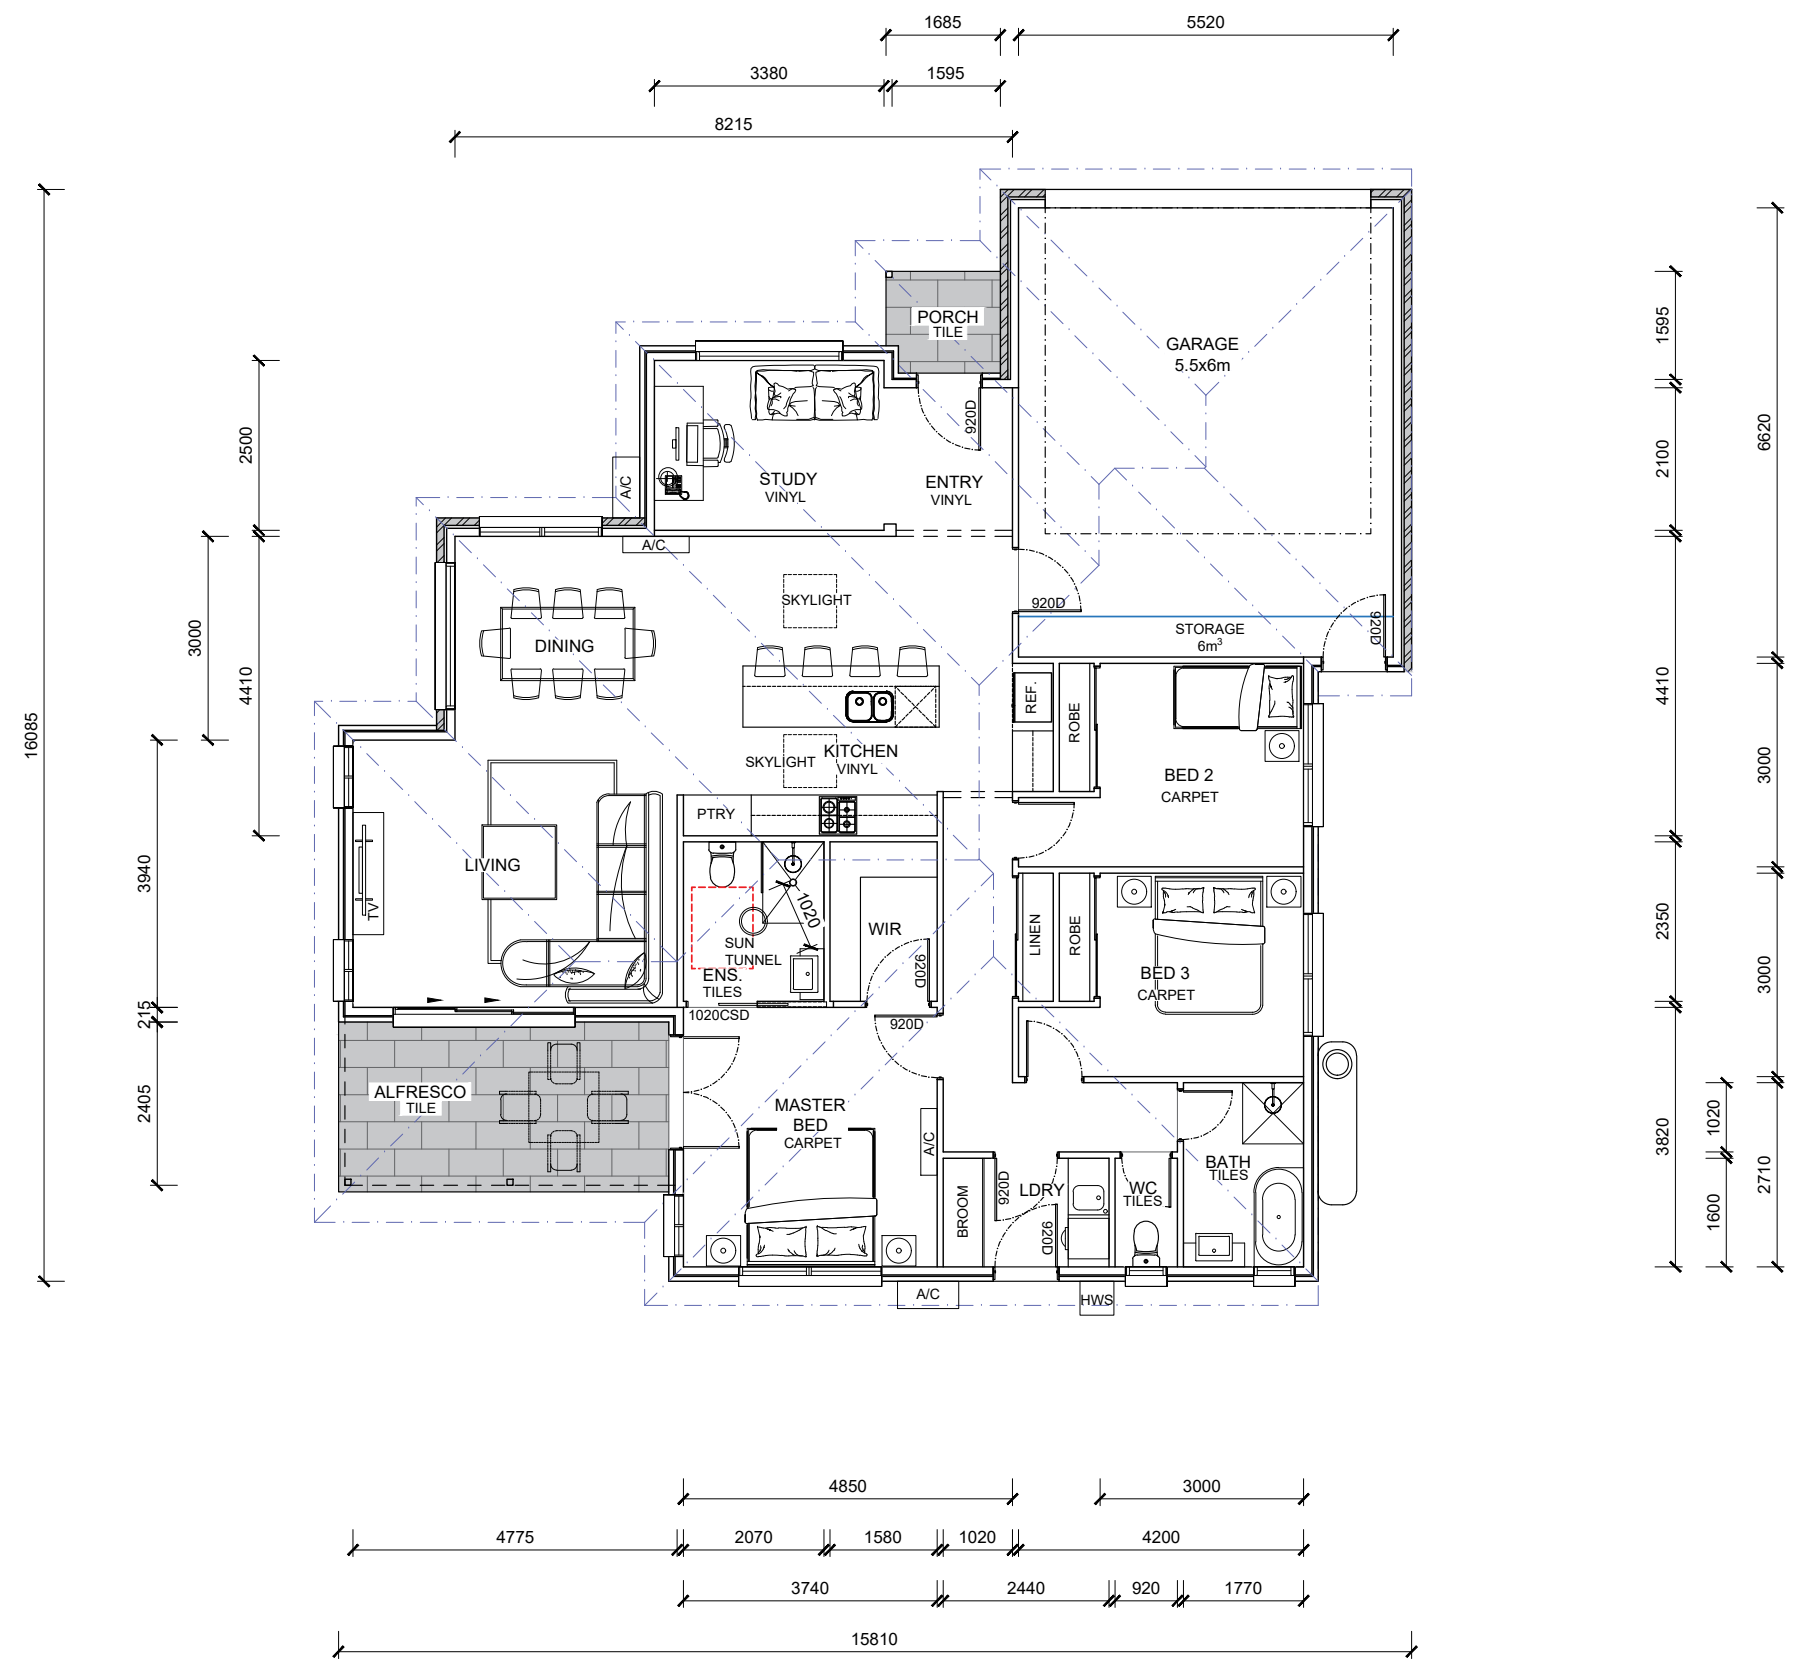 1685
5520
3380
1595
8215
PORCH
TILE
GARAGE
5.5x6m
1595
16085
2500
A/C
STUDY
VINYL
920D
ENTRY
VINYL
2100
6620
A/C
3000
4410
DINING
SKYLIGHT
920D
STORAGE
6m³
920D
4410
REF.
ROBE
SKYLIGHT
KITCHEN
VINYL
BED 2
CARPET
3000
PTRY
3940
LIVING
TV
1020
SUN
TUNNEL
ENS.
TILES
WIR
920D
LINEN
ROBE
BED 3
CARPET
2350
3000
215
1020CSD
920D
2405
ALFRESCO
TILE
MASTER
BED
CARPET
A/C
BROOM
920D
LDRY
920D
WC
TILES
BATH
TILES
3820
1020
1600
2710
A/C
HWS
4850
3000
4775
2070
1580
1020
4200
3740
2440
920
1770
15810